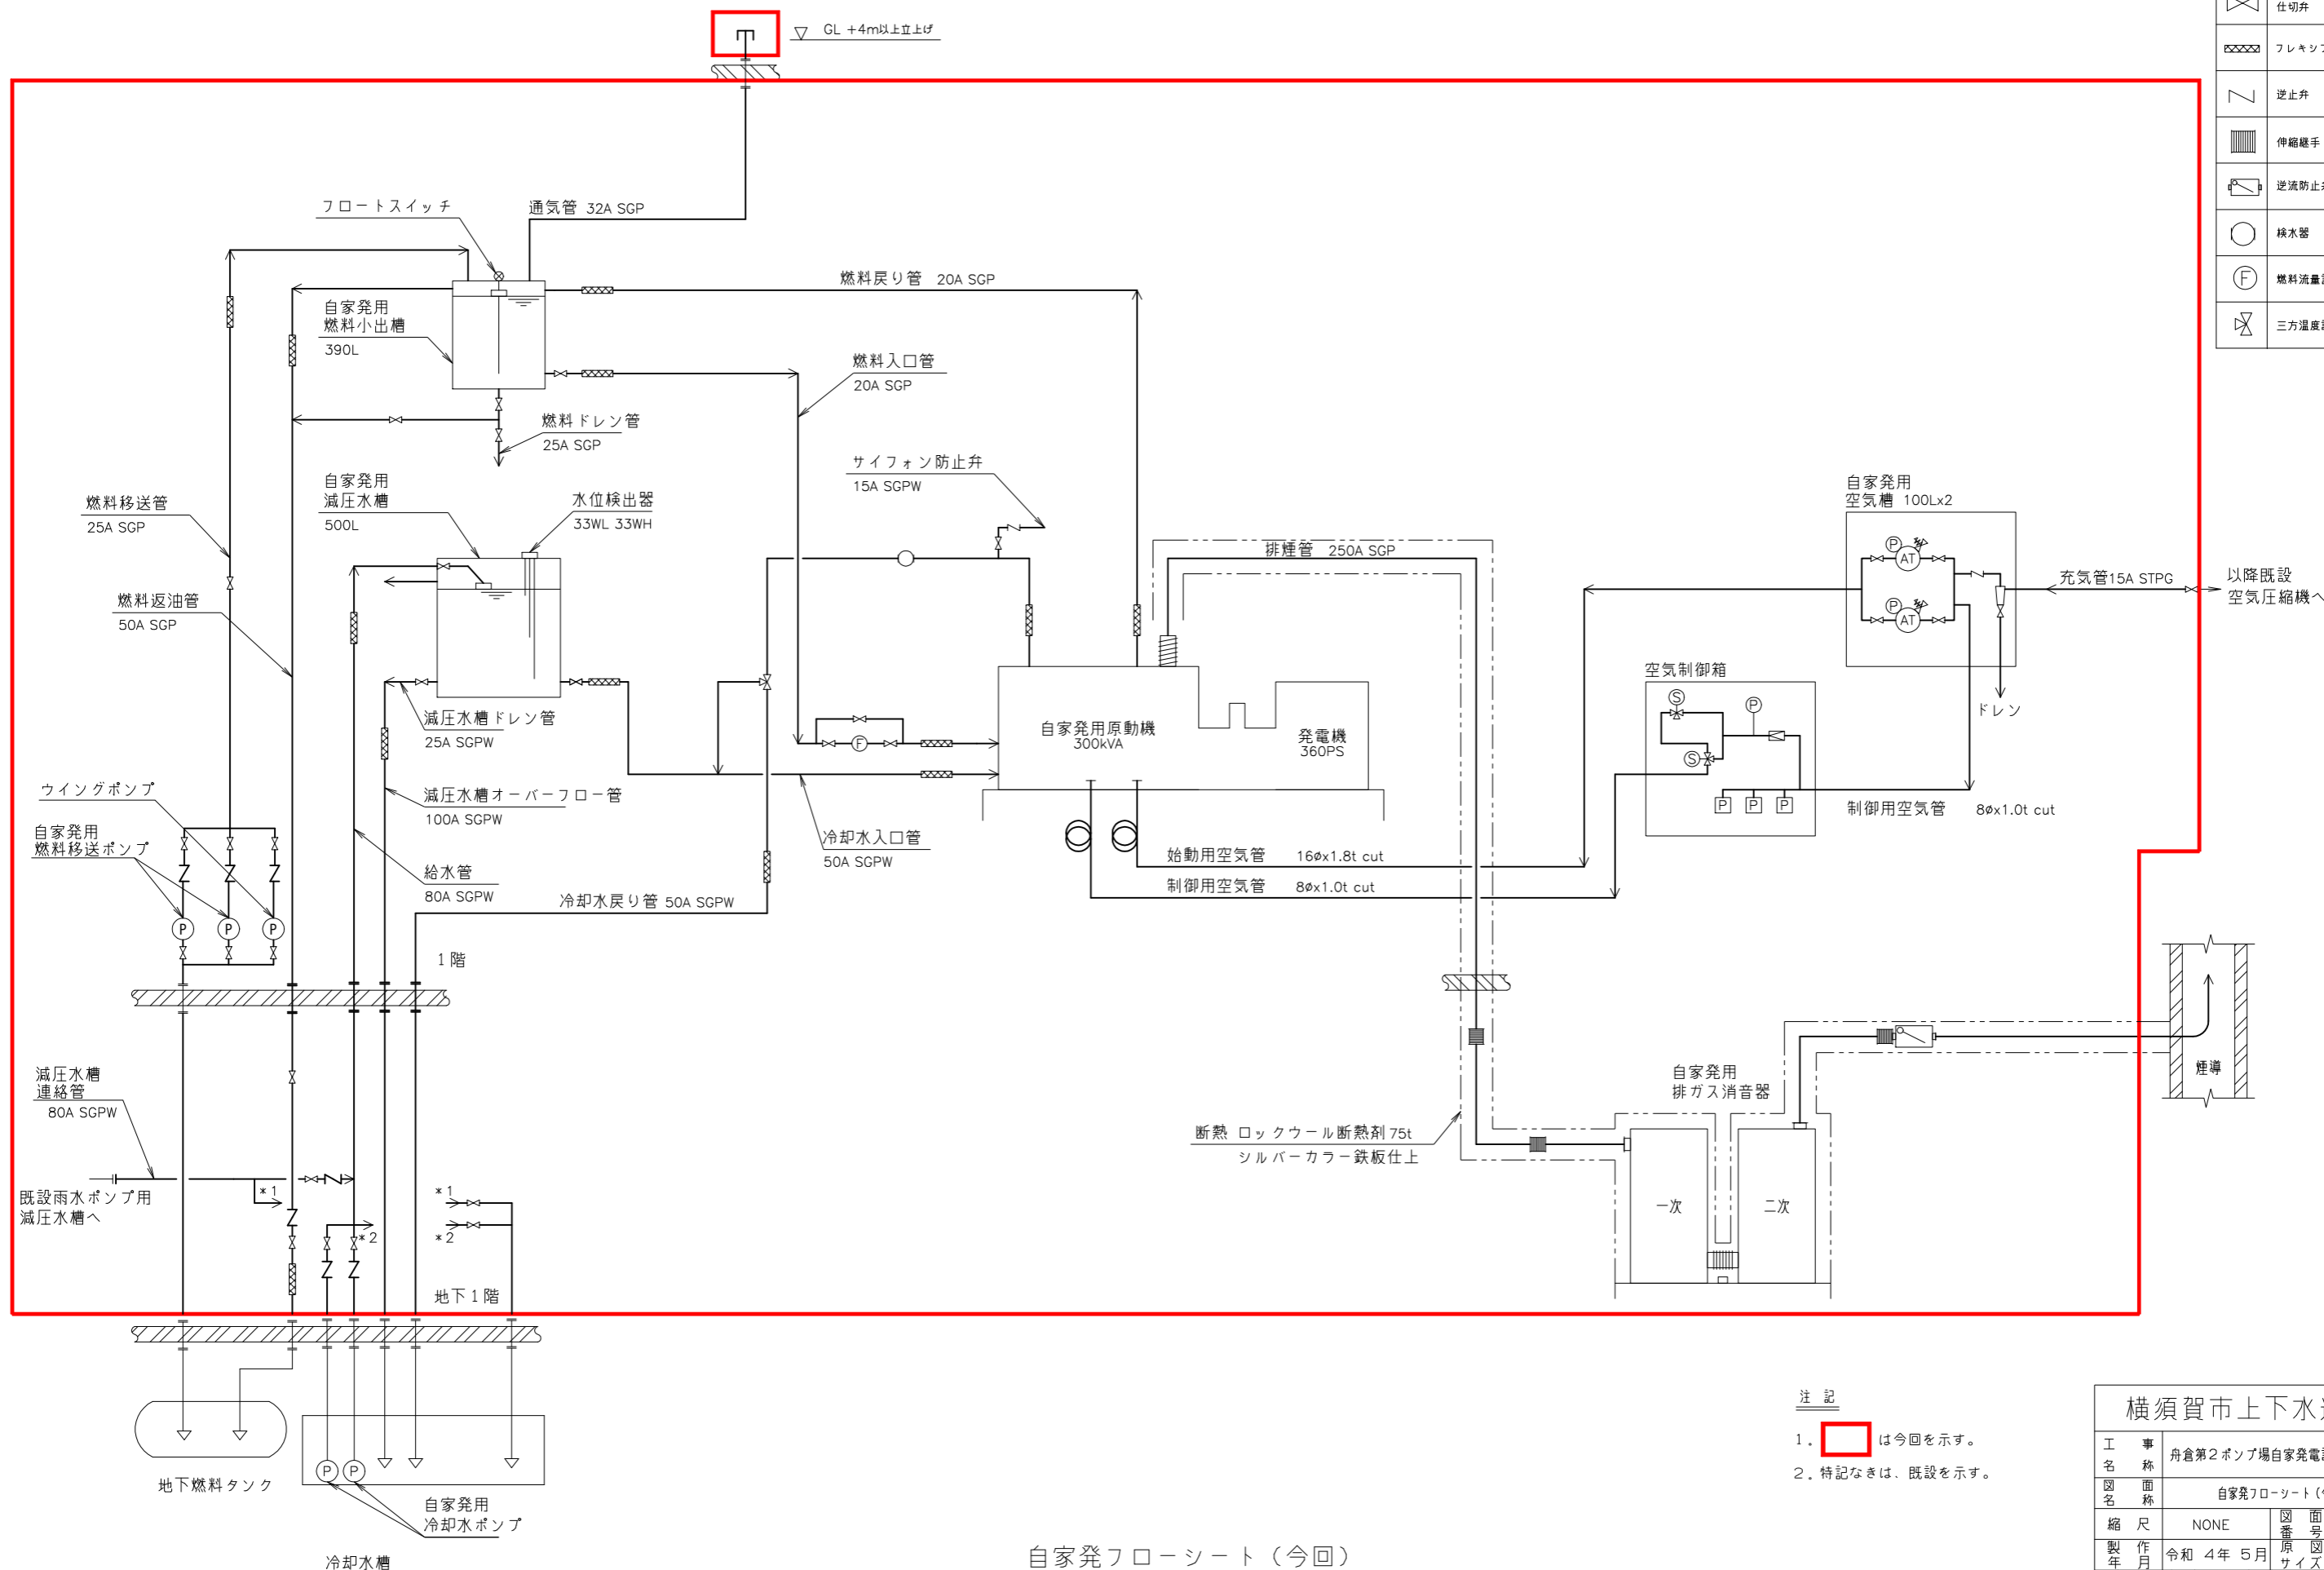 GL +4m以上立上げ
仕切弁
逆止弁
伸縮継手
検水器
フロートスイッチ
通気管 32A SGP
燃料戻り管 20A SGP
自家発用
燃料小出槽
390L
燃料入口管
20A SGP
燃料ドレン管
25A SGP
サイフォン防止弁
15A SGPW
自家発用
減圧水槽
500L
水位検出器
33WL 33WH
燃料移送管
25A SGP
燃料返油管
50A SGP
排煙管 250A SGP
自家発用
空気槽 100Lx2
P
AT
P
AT
充気管15A STPG
以降既設
空気圧縮機へ
ドレン
空気制御箱
S
P
S
P P P
制御用空気管 8φx1.0t cut
減圧水槽ドレン管
25A SGPW
F
自家発用原動機
300kVA
発電機
360PS
ウイングポンプ
自家発用
燃料移送ポンプ
P P P
減圧水槽オーバーフロー管
100A SGPW
給水管
80A SGPW
冷却水入口管
50A SGPW
冷却水戻り管 50A SGPW
始動用空気管 16φx1.8t cut
制御用空気管 8φx1.0t cut
1階
減圧水槽
連絡管
80A SGPW
既設雨水ポンプ用
減圧水槽へ
*1
*2
*1
*2
地下1階
断熱 ロックウール断熱剤 75t
シルバーカラー鉄板仕上
自家発用
排ガス消音器
一次
二次
煙導
地下燃料タンク
P P
自家発用
冷却水ポンプ
冷却水槽
自家発フローシート（今回）
注 記
1. は今回を示す。
2. 特記なきは、既設を示す。
横須賀市上下水
工事名称 舟倉第2ポンプ場自家発電
図面名称 自家発フローシート
縮尺 NONE 図面番号
製作年月 令和 4年 5月 原図サイズ